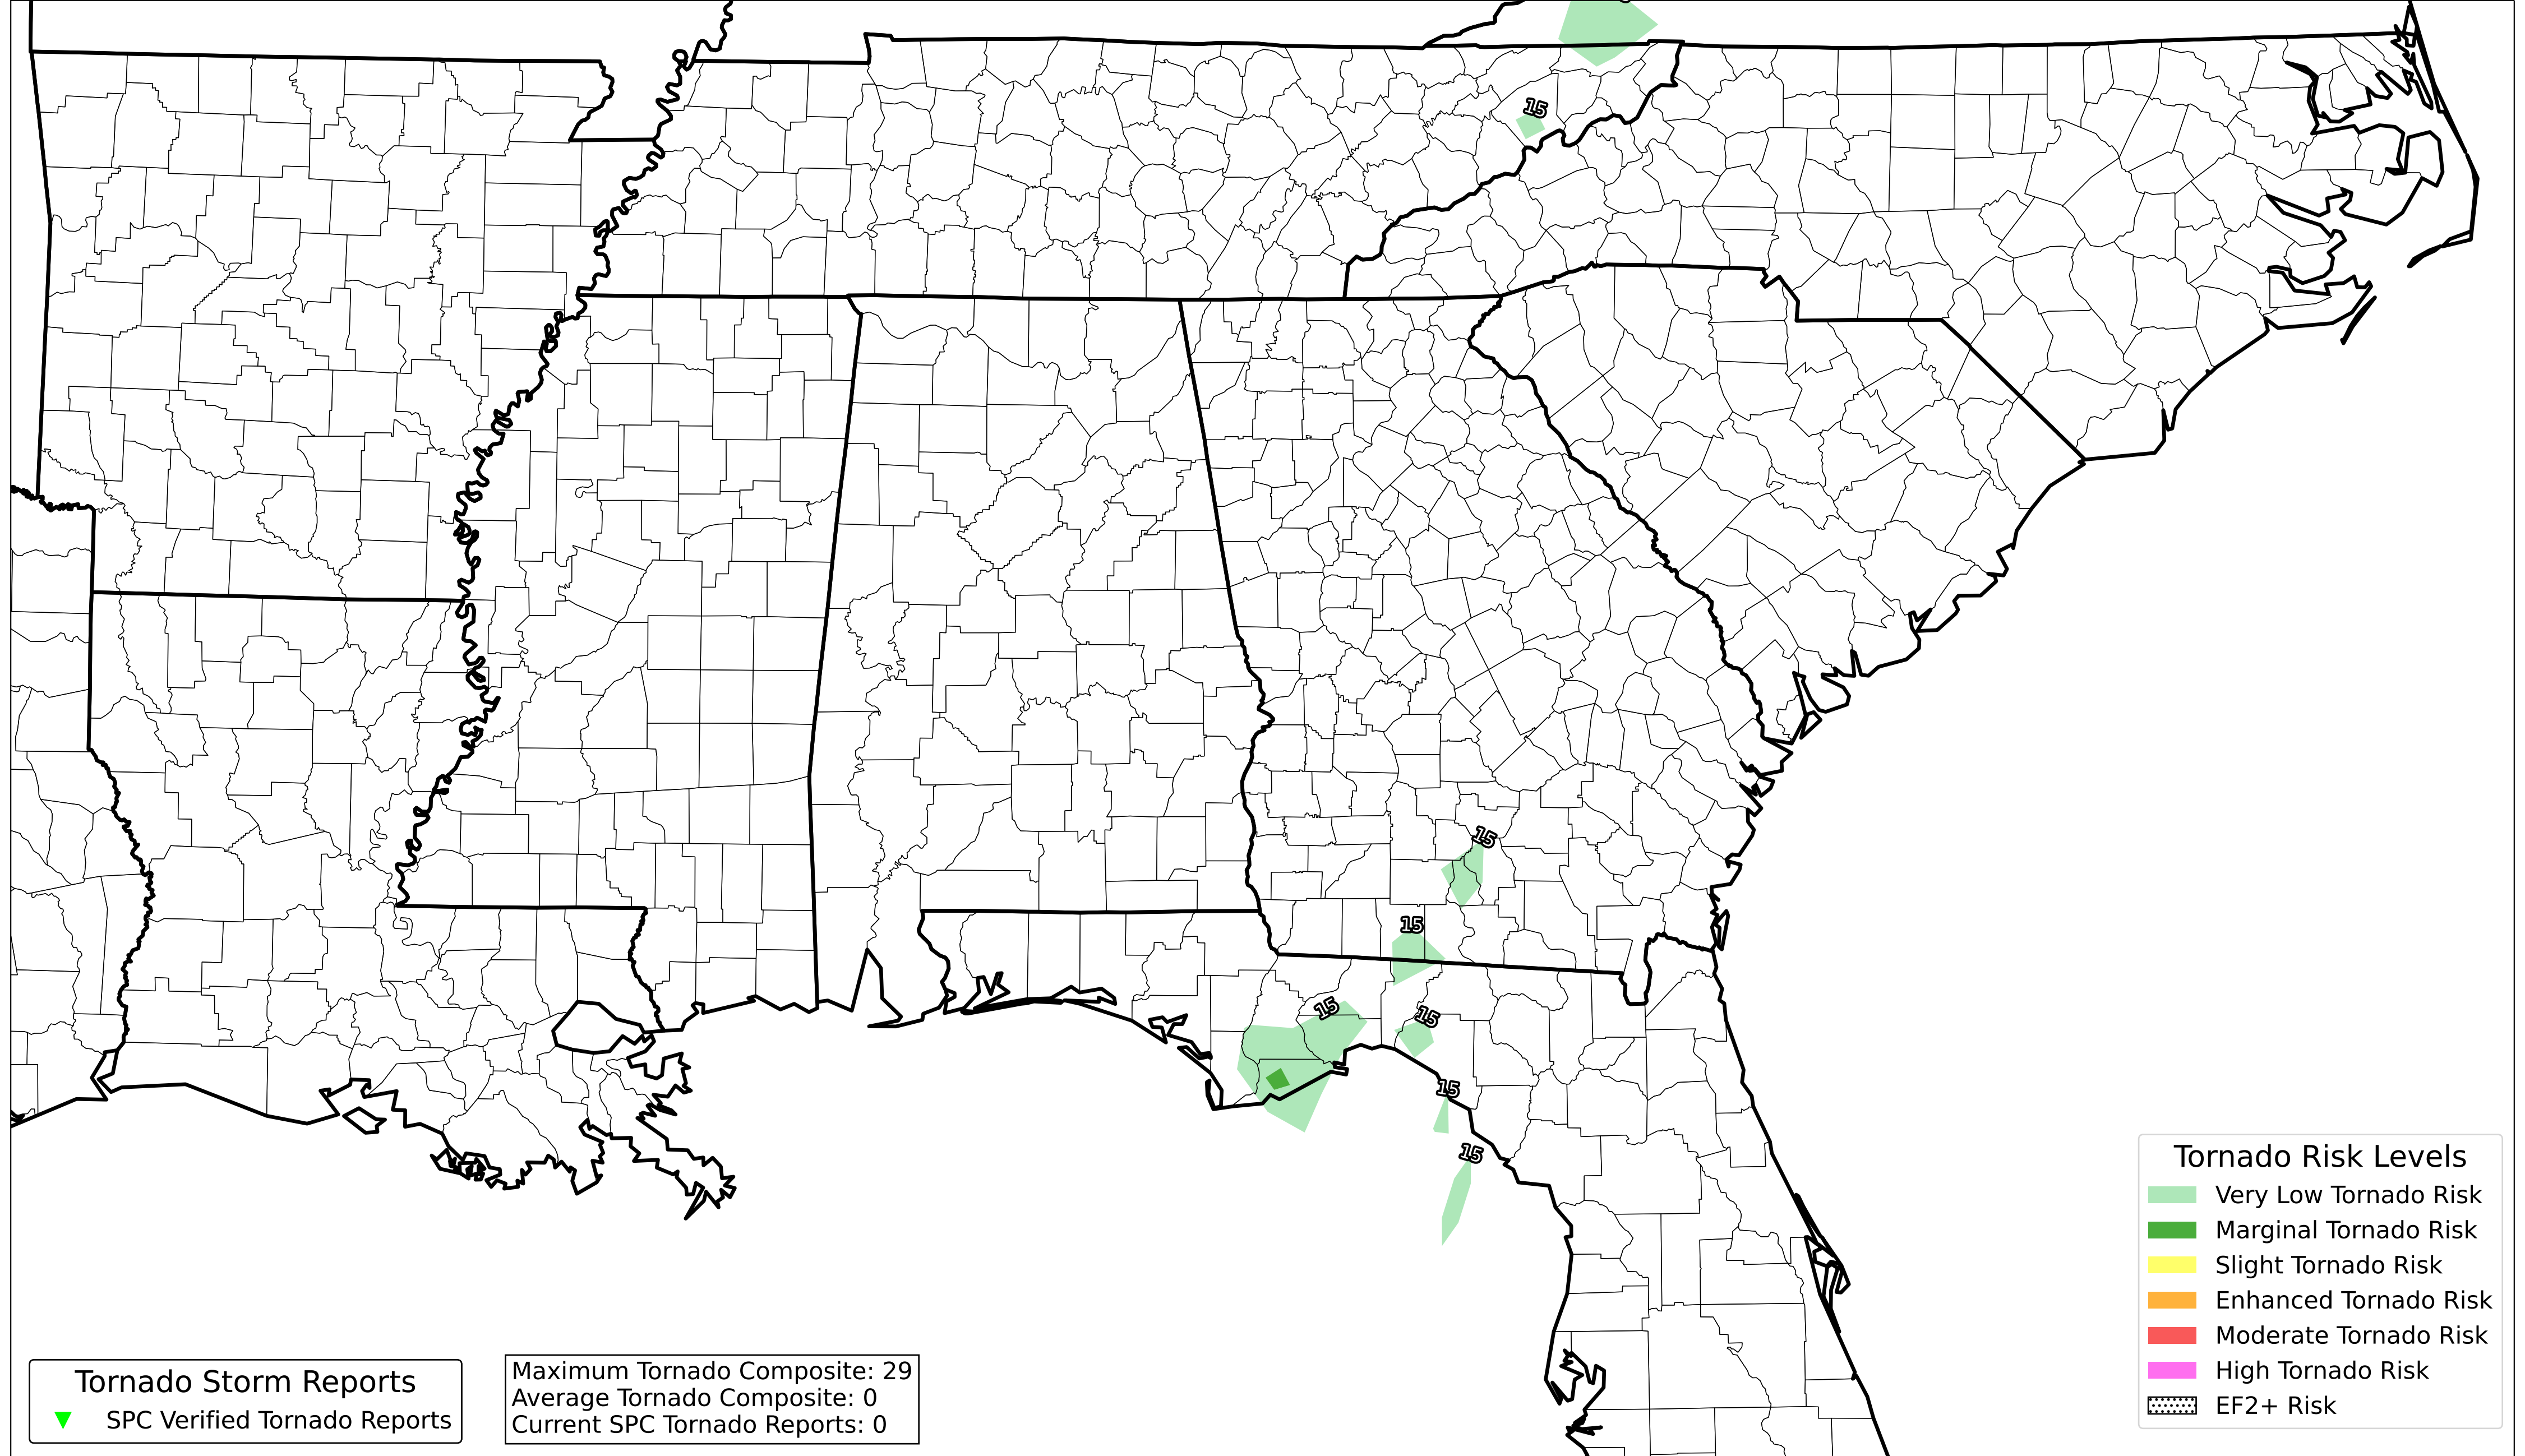 15
15
15
15
15
15
15
Tornado Risk Levels
Very Low Tornado Risk
Marginal Tornado Risk
Slight Tornado Risk
Enhanced Tornado Risk
Moderate Tornado Risk
High Tornado Risk
EF2+ Risk
Tornado Storm Reports
SPC Verified Tornado Reports
Maximum Tornado Composite: 29
Average Tornado Composite: 0
Current SPC Tornado Reports: 0